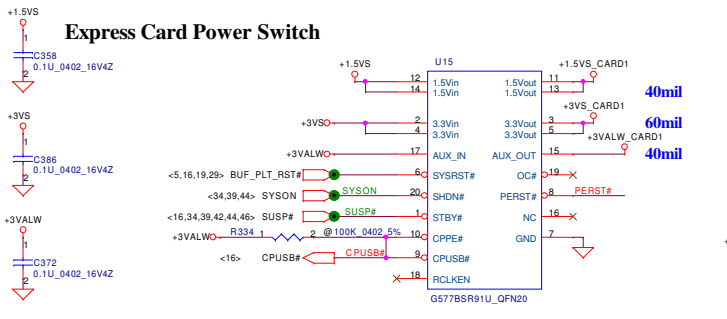 +1.5VS
Express Card Power Switch
1
C358
0.1U_0402_16V4Z
2
+3VS
1
C386
0.1U_0402_16V4Z
2
+3VALW
1
C372
0.1U_0402_16V4Z
2
U15
+1.5VS
12 1.5Vin 1.5Vout 11 +1.5VS_CARD1
14 1.5Vin 1.5Vout 13
40mil
+3VS
2 3.3Vin 3.3Vout 3 +3VS_CARD1
4 3.3Vin 3.3Vout 5
60mil
+3VALW 17 AUX_IN AUX_OUT 15 +3VALW_CARD1
40mil
<5,16,19,29> BUF_PLT_RST# 6 SYSRST# OC# 19
<34,39,44> SYSON SYSON 20 SHDN# PERST# 8 PERST#
<16,34,39,42,44,46> SUSP# SUSP# 1 STBY# NC 16
+3VALW R334 1 2 @100K_0402_5% 10 CPPE# GND 7
<16> CPUSB# CPUSB# 9 CPUSB#
18 RCLKEN
G577BSR91U_QFN20